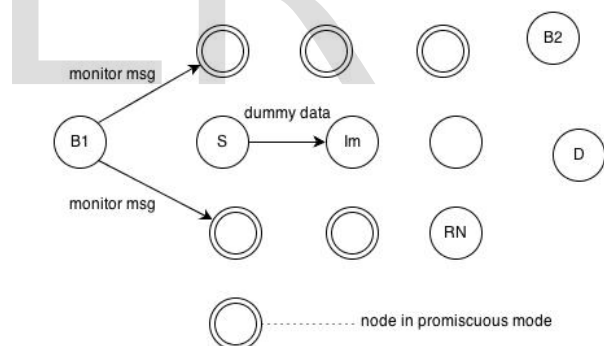 B2
monitor msg
dummy data
B1
S
Im
D
monitor msg
RN
node in promiscuous mode